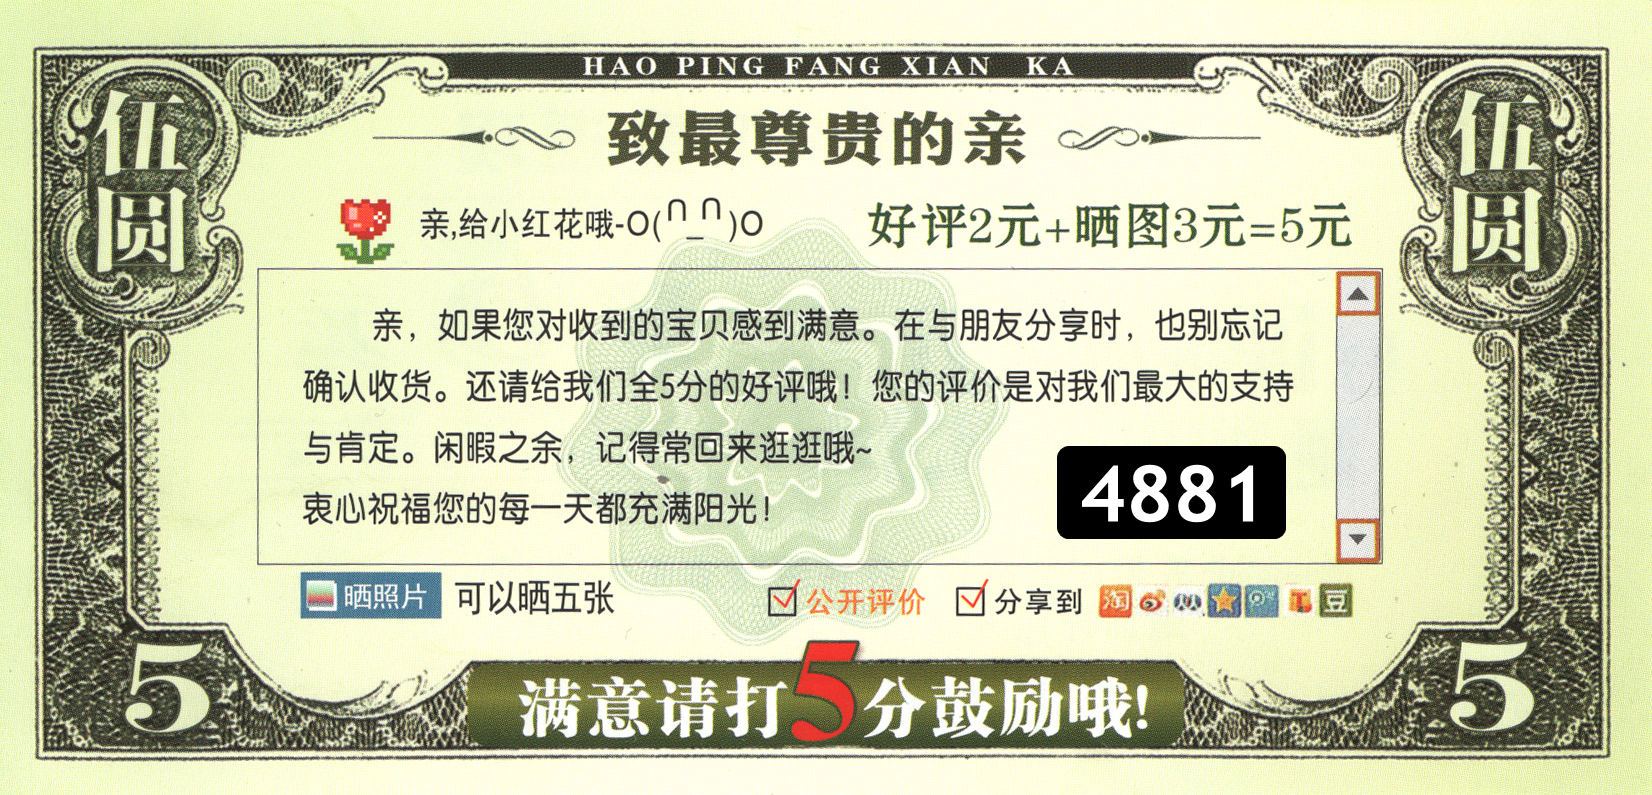 HAO PING FANG XIAN KA
伍圆
伍圆
致最尊贵的亲
亲,给小红花哦-O(∩_∩)O
好评2元+晒图3元=5元
亲，如果您对收到的宝贝感到满意。在与朋友分享时，也别忘记
确认收货。还请给我们全5分的好评哦！您的评价是对我们最大的支持
与肯定。闲暇之余，记得常回来逛逛哦~
衷心祝福您的每一天都充满阳光！
4881
晒照片 可以晒五张
公开评价 分享到 淘 豆
5
满意请打5分鼓励哦!
5